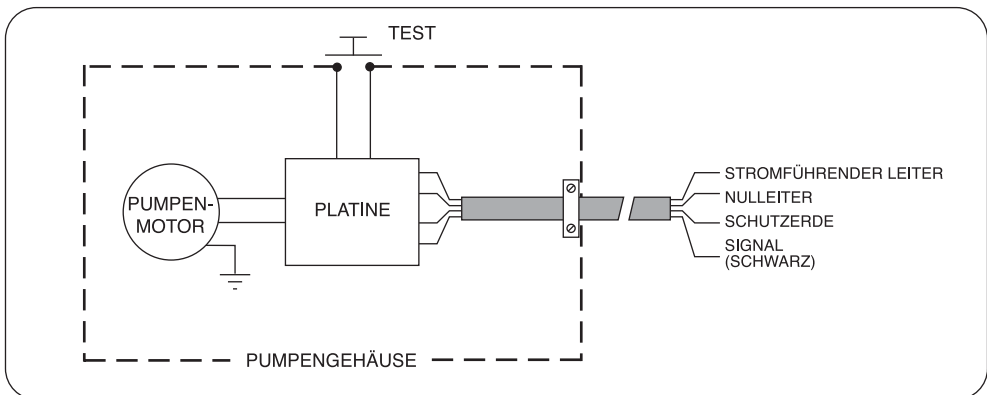 TEST
PUMPEN-
MOTOR
PLATINE
STROMFÜHRENDER LEITER
NULLEITER
SCHUTZERDE
SIGNAL
(SCHWARZ)
PUMPENGEHÄUSE